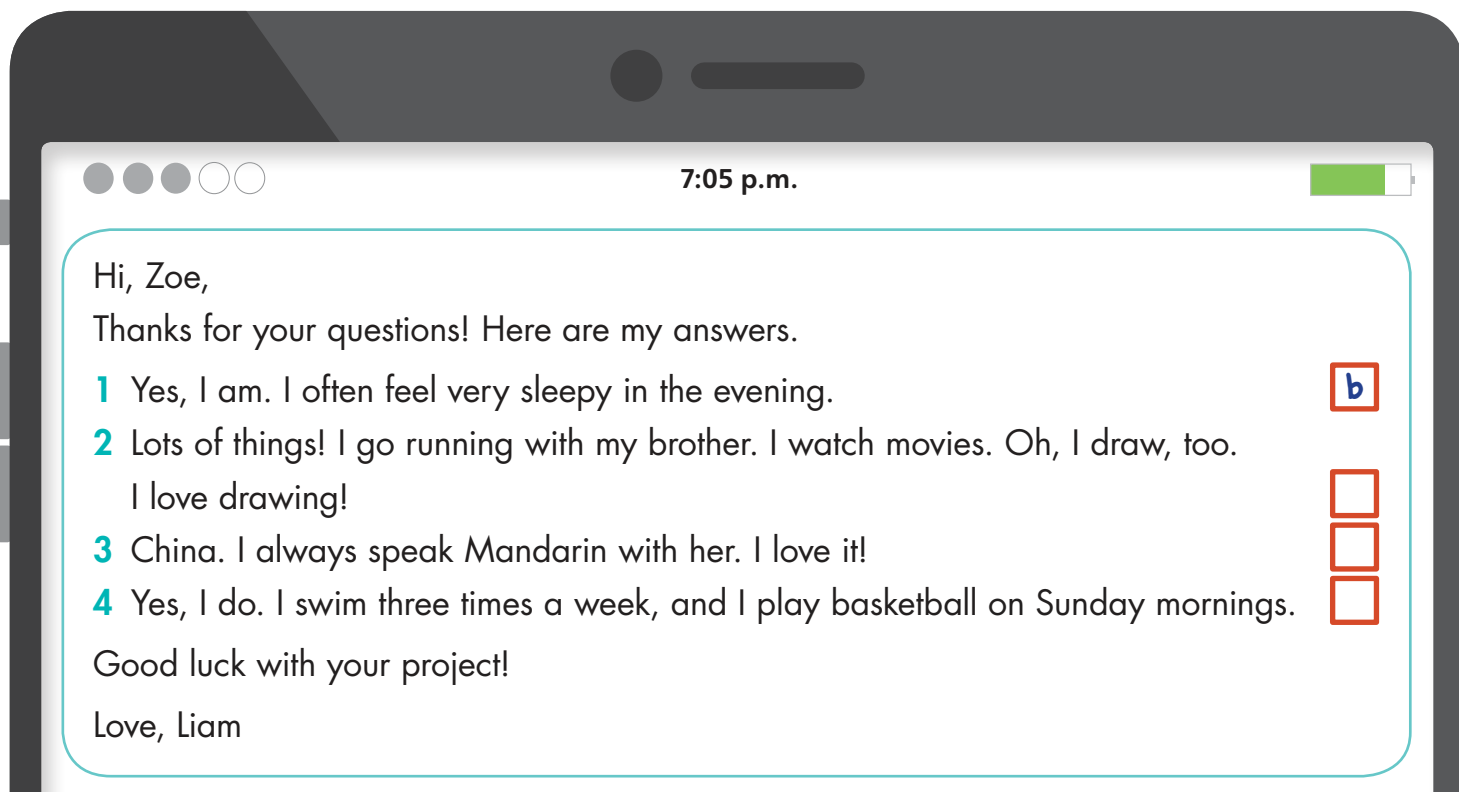 7:05 p.m.
Hi, Zoe,
Thanks for your questions! Here are my answers.
1 Yes, I am. I often feel very sleepy in the evening. b
2 Lots of things! I go running with my brother. I watch movies. Oh, I draw, too.
I love drawing!
3 China. I always speak Mandarin with her. I love it!
4 Yes, I do. I swim three times a week, and I play basketball on Sunday mornings.
Good luck with your project!
Love, Liam